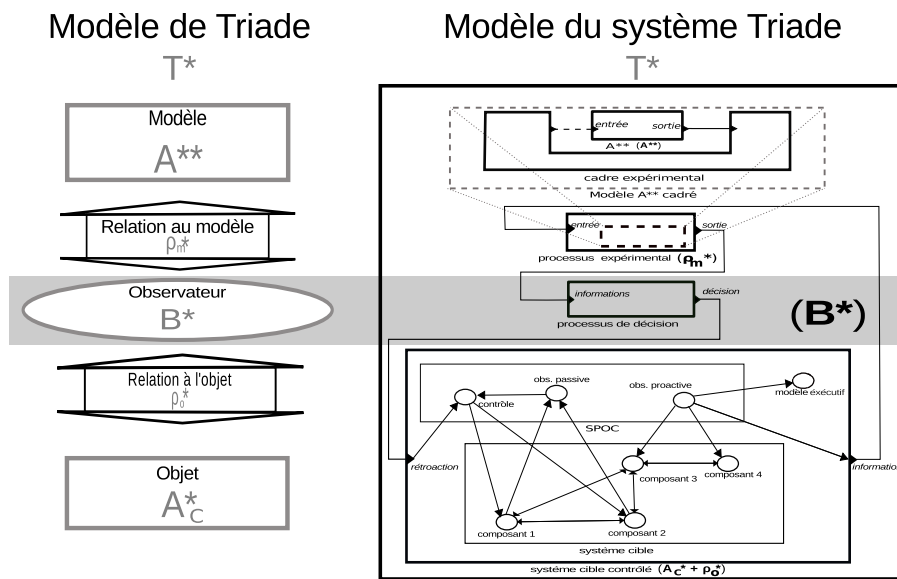 Modèle de Triade
T*
Modèle
A**
Relation au modèle
ρm*
Observateur
B*
Relation à l'objet
ρo*
Objet
A*C
Modèle du système Triade
T*
entrée
sortie
A** (A**)
cadre expérimental
Modèle A** cadré
entrée
sortie
processus expérimental (ρm*)
informations
décision
processus de décision
(B*)
obs. passive
obs. proactive
contrôle
modèle éxécutif
SPOC
rétroaction
information
composant 3
composant 4
composant 1
composant 2
système cible
système cible contrôlé (Ac* + ρo*)